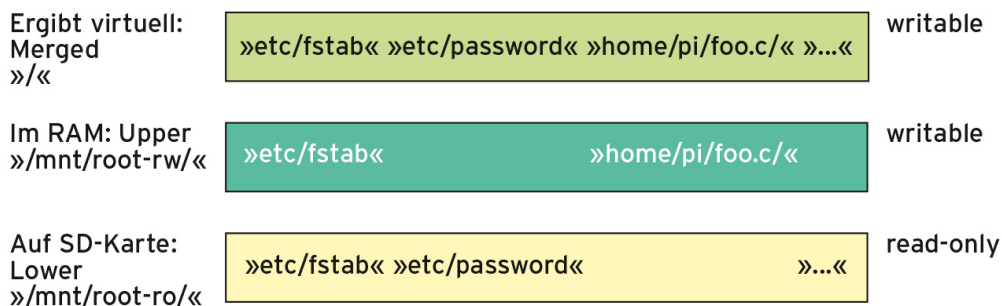 Ergibt virtuell:
Merged
»/«
»etc/fstab« »etc/password« »home/pi/foo.c/« »...«
writable
Im RAM: Upper
»/mnt/root-rw/«
»etc/fstab« »home/pi/foo.c/«
writable
Auf SD-Karte:
Lower
»/mnt/root-ro/«
»etc/fstab« »etc/password« »...«
read-only